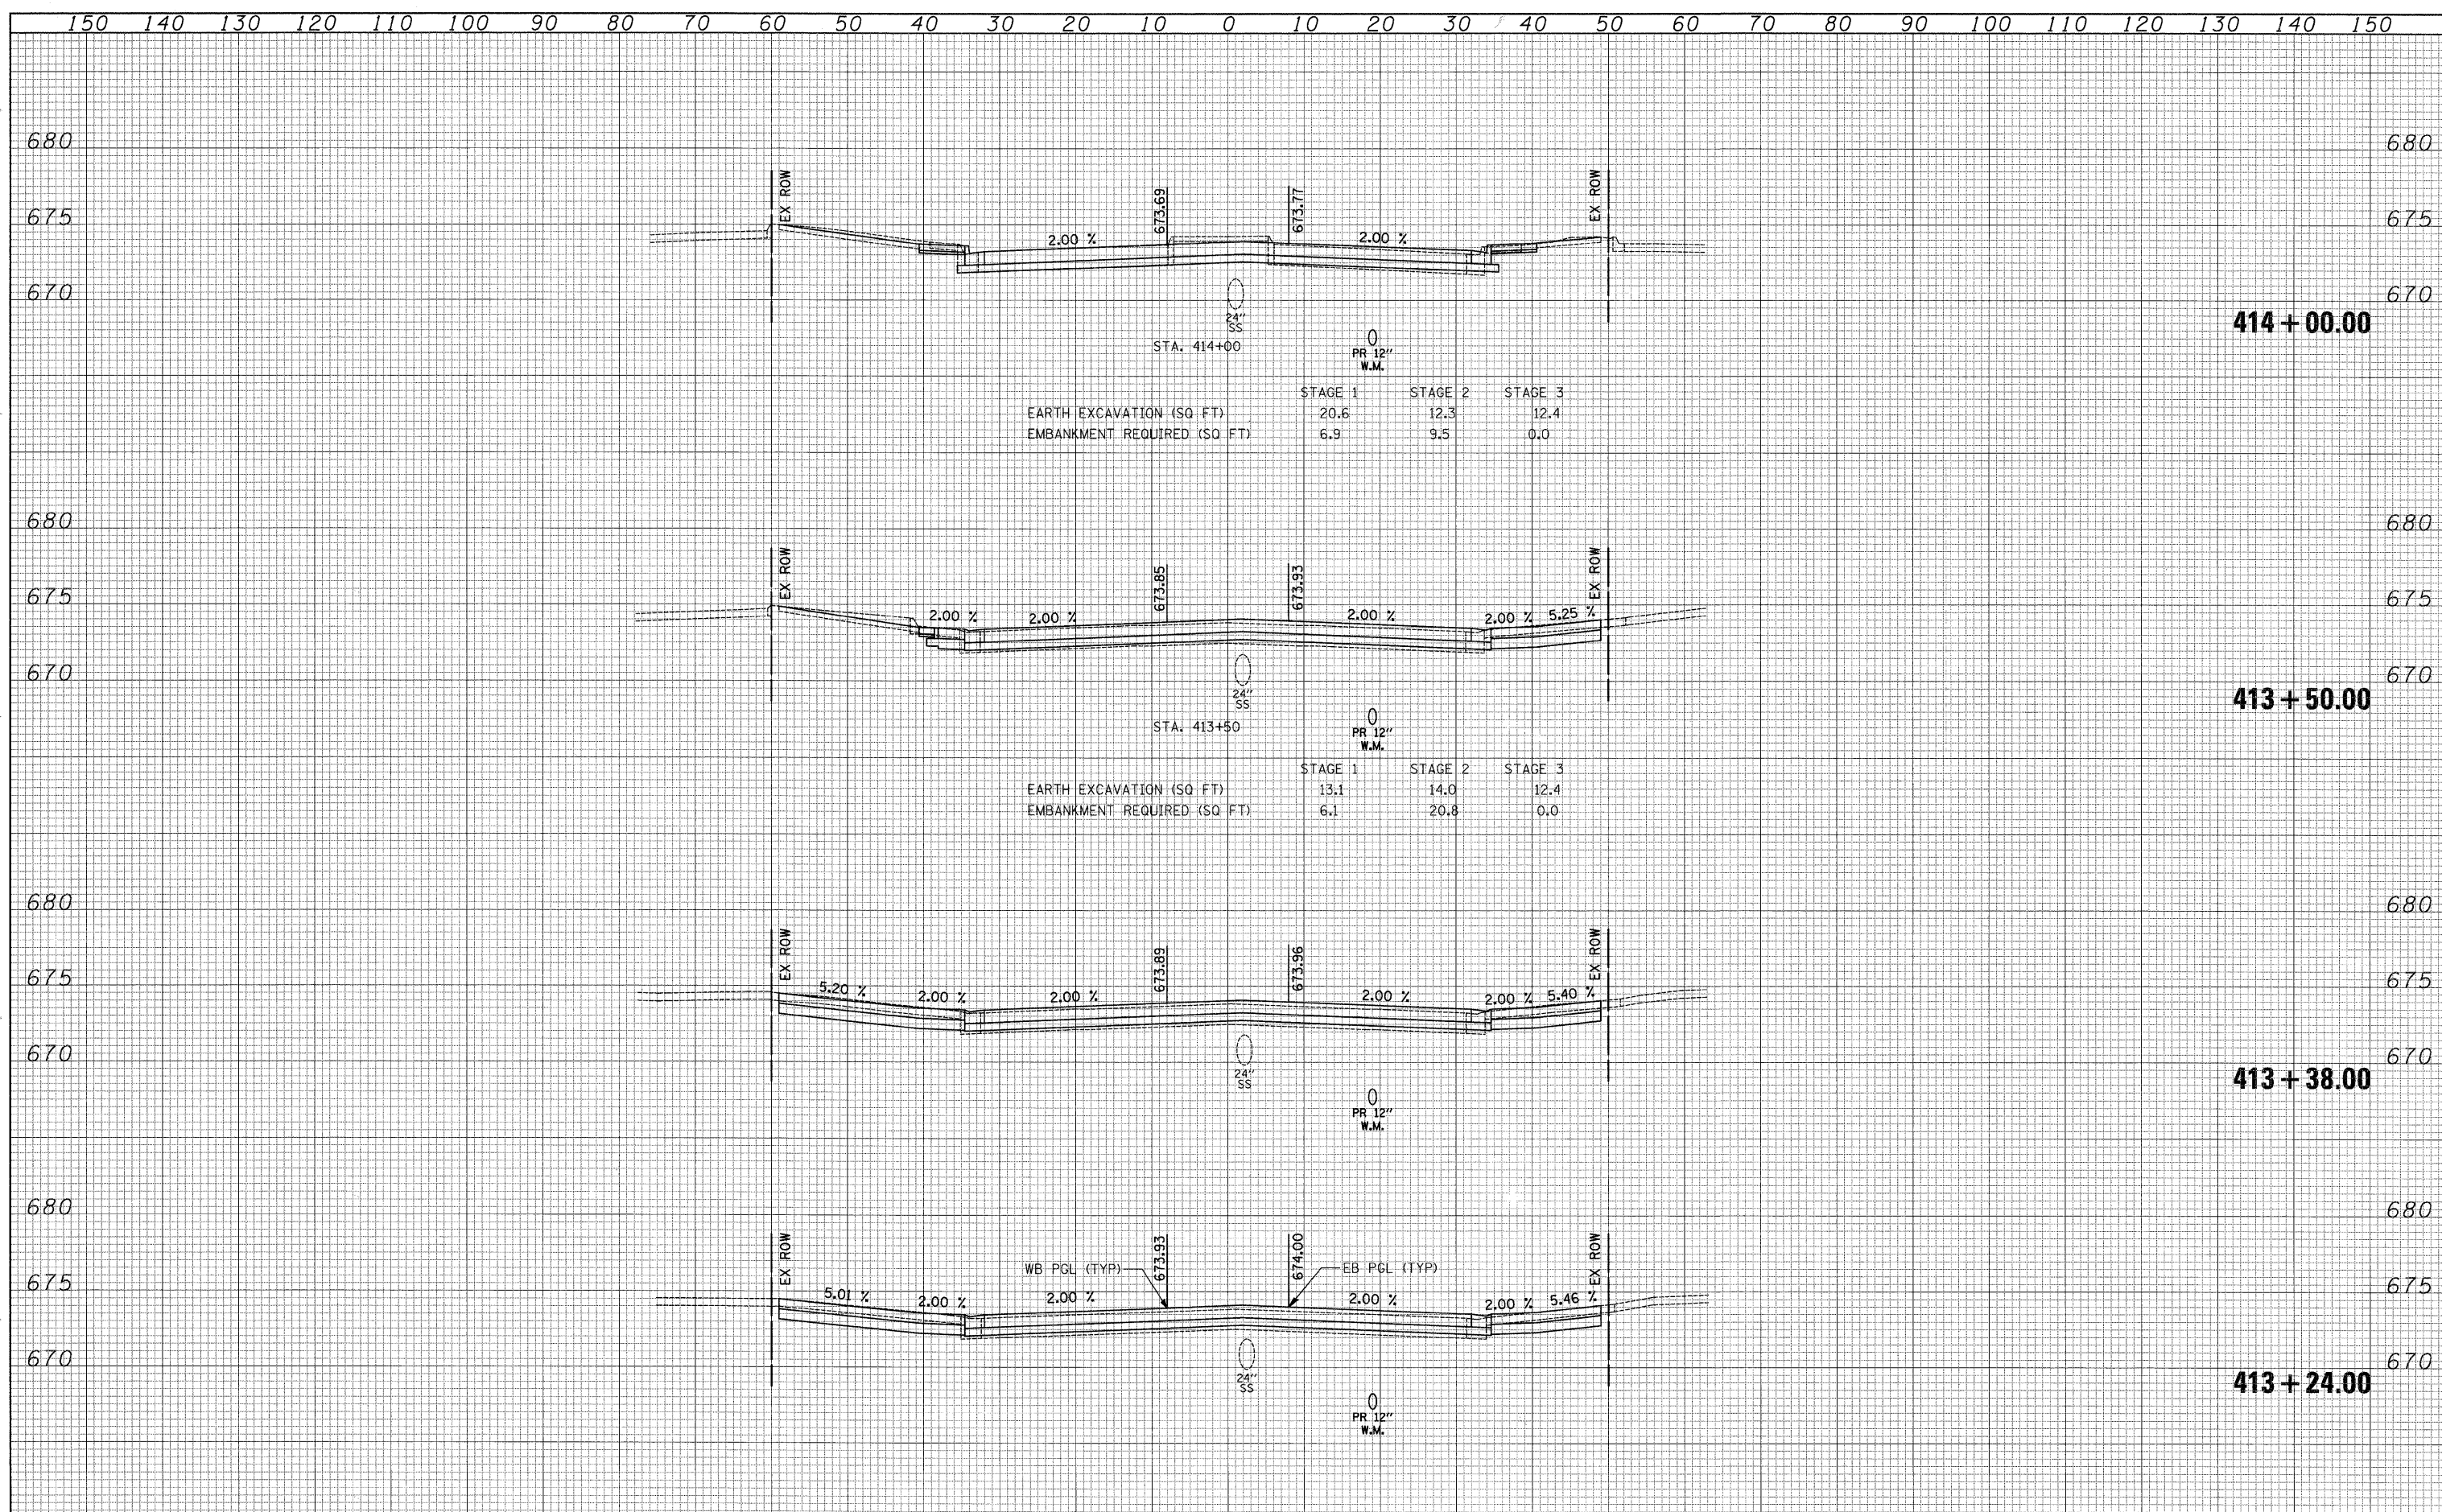 150 140 130 120 110 100 90 80 70 60 50 40 30 20 10 0 10 20 30 40 50 60 70 80 90 100 110 120 130 140 150
680 680
EX ROW 673.69 673.77 EX ROW
675 675
2.00 % 2.00 %
670 670
24" SS
414+00.00
STA. 414+00
PR 12" W.M.
STAGE 1 STAGE 2 STAGE 3
EARTH EXCAVATION (SQ FT) 20.6 12.3 12.4
EMBANKMENT REQUIRED (SQ FT) 6.9 9.5 0.0
680 680
EX ROW 673.85 673.93 EX ROW
675 675
2.00 % 2.00 % 2.00 % 2.00 % 5.25 %
670 670
24" SS
413+50.00
STA. 413+50
PR 12" W.M.
STAGE 1 STAGE 2 STAGE 3
EARTH EXCAVATION (SQ FT) 13.1 14.0 12.4
EMBANKMENT REQUIRED (SQ FT) 6.1 20.8 0.0
680 680
EX ROW 673.89 673.96 EX ROW
675 675
5.20 % 2.00 % 2.00 % 2.00 % 2.00 % 5.40 %
670 670
24" SS
413+38.00
PR 12" W.M.
680 680
EX ROW 673.93 674.00 EX ROW
WB PGL (TYP) EB PGL (TYP)
675 675
5.01 % 2.00 % 2.00 % 2.00 % 2.00 % 5.46 %
670 670
24" SS
413+24.00
PR 12" W.M.